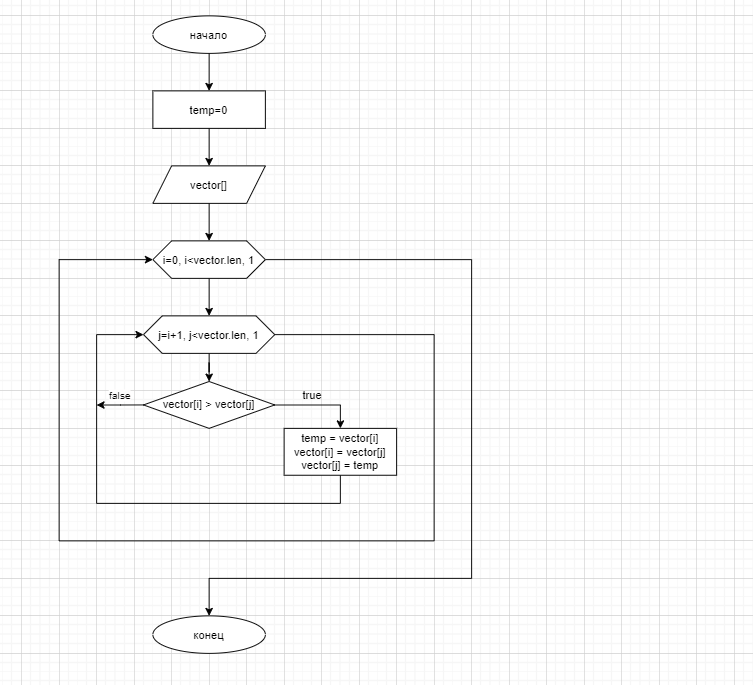 начало
temp=0
vector[]
i=0, i<vector.len, 1
j=i+1, j<vector.len, 1
false
vector[i] > vector[j]
true
temp = vector[i]
vector[i] = vector[j]
vector[j] = temp
конец